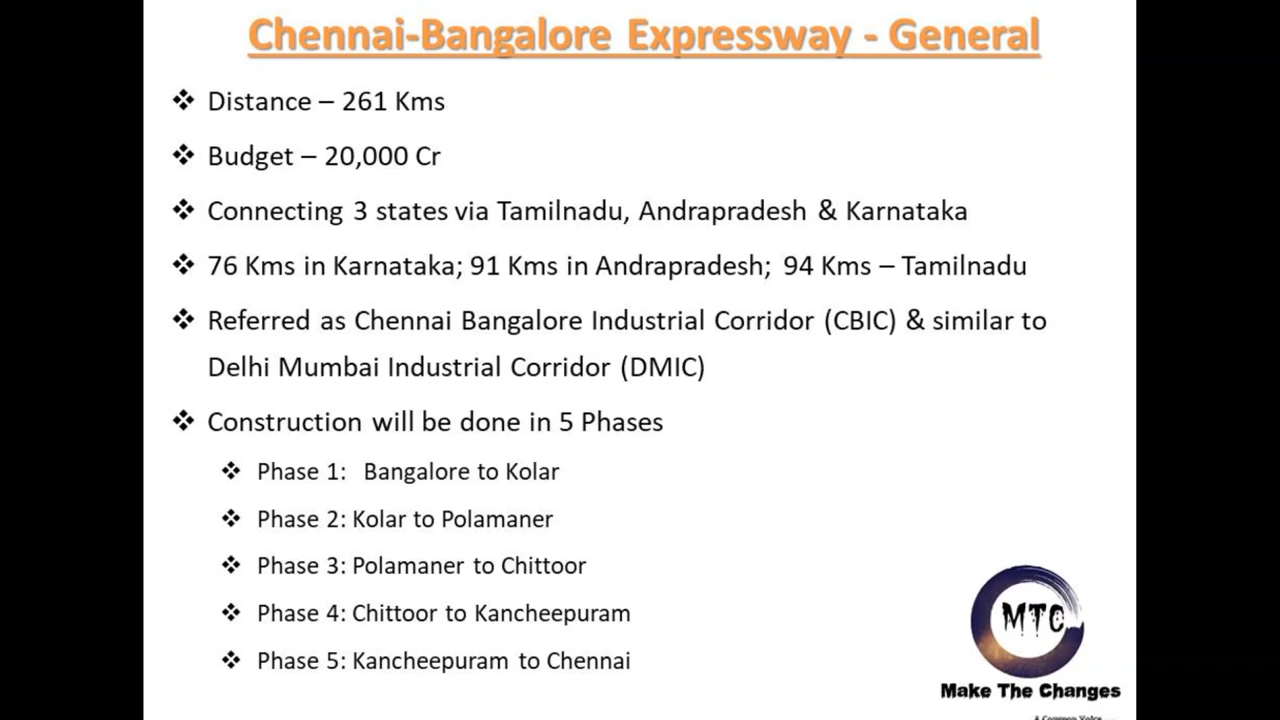 Chennai-Bangalore Expressway - General
❖ Distance – 261 Kms
❖ Budget – 20,000 Cr
❖ Connecting 3 states via Tamilnadu, Andrapradesh & Karnataka
❖ 76 Kms in Karnataka; 91 Kms in Andrapradesh; 94 Kms – Tamilnadu
❖ Referred as Chennai Bangalore Industrial Corridor (CBIC) & similar to
Delhi Mumbai Industrial Corridor (DMIC)
❖ Construction will be done in 5 Phases
❖ Phase 1: Bangalore to Kolar
❖ Phase 2: Kolar to Polamaner
❖ Phase 3: Polamaner to Chittoor
❖ Phase 4: Chittoor to Kancheepuram
❖ Phase 5: Kancheepuram to Chennai
MTC
Make The Changes
A Common Voice